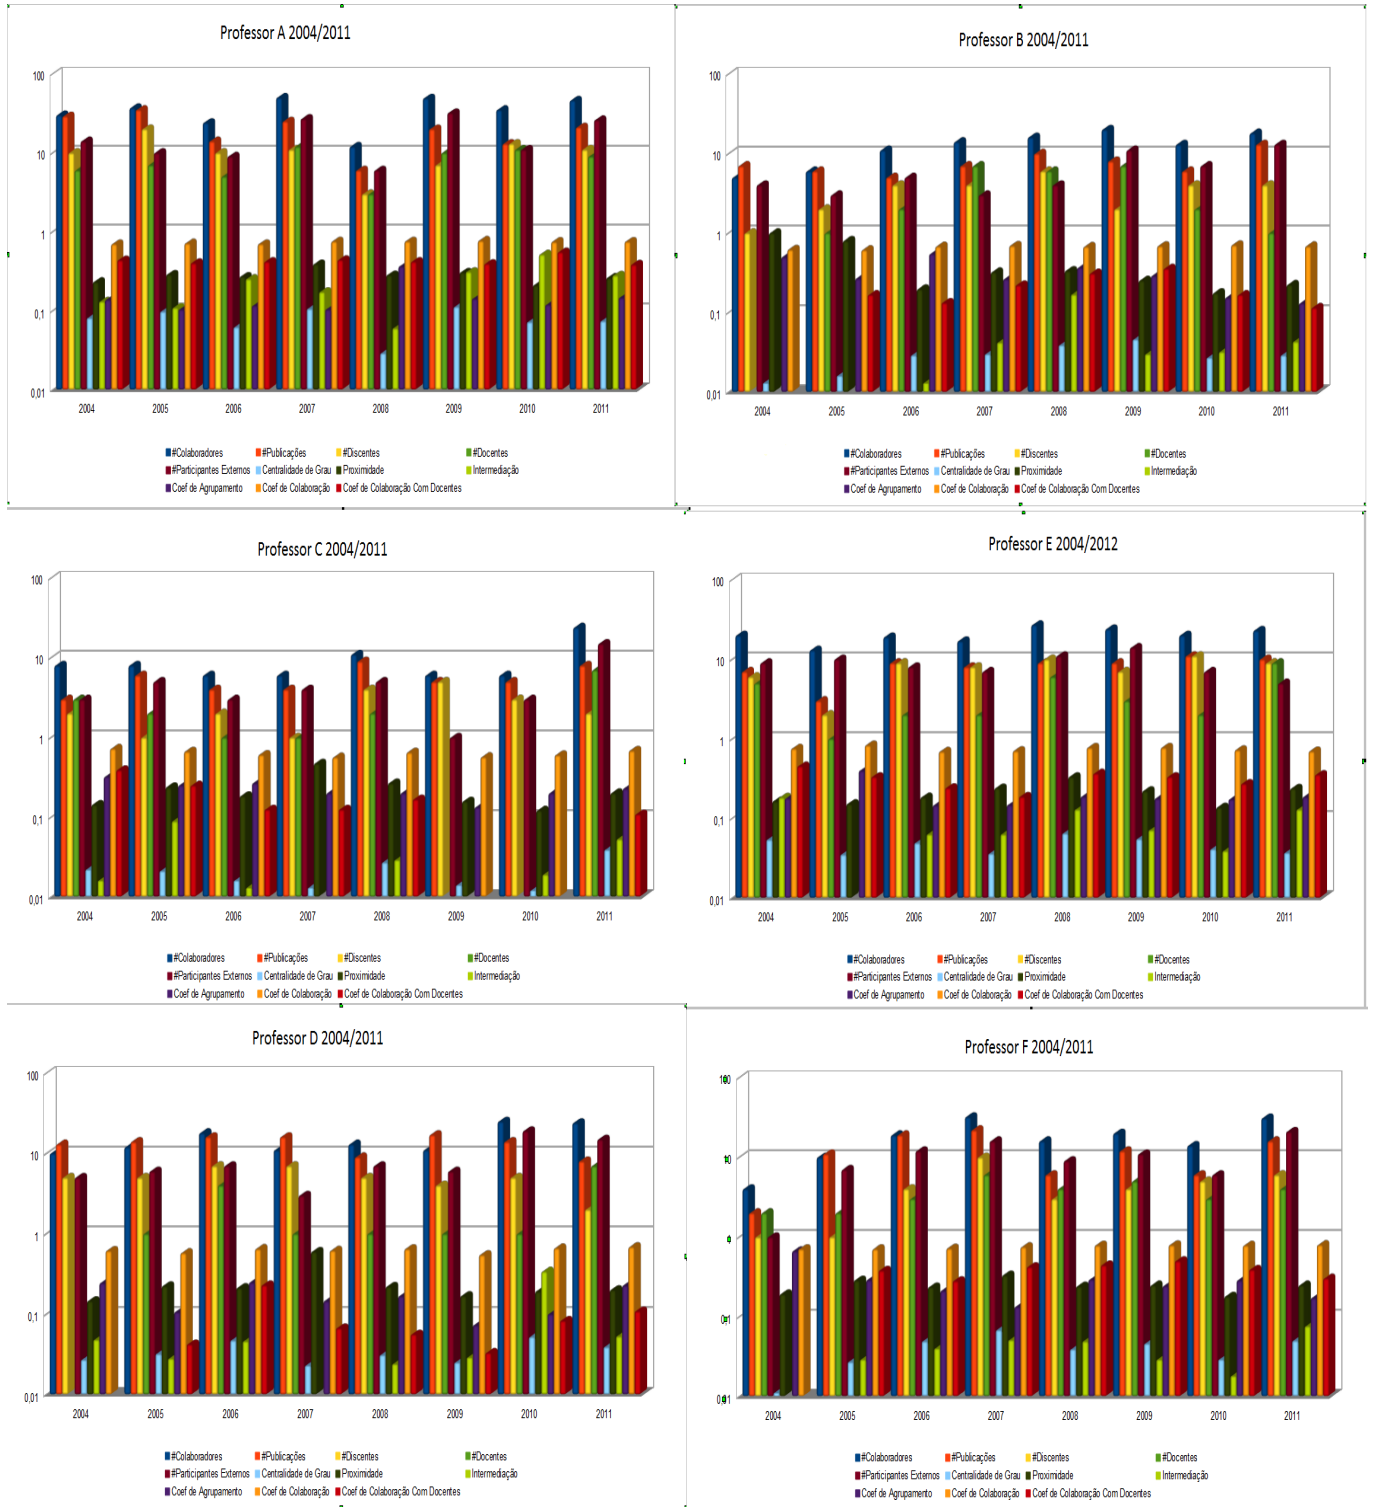 Professor A 2004/2011
100
10
1
0,1
0,01
2004 2005 2006 2007 2008 2009 2010 2011
#Colaboradores #Publicações #Discentes #Docentes
#Participantes Externos Centralidade de Grau Proximidade Intermediação
Coef de Agrupamento Coef de Colaboração Coef de Colaboração Com Docentes
Professor B 2004/2011
100
10
1
0,1
0,01
2004 2005 2006 2007 2008 2009 2010 2011
#Colaboradores #Publicações #Discentes #Docentes
#Participantes Externos Centralidade de Grau Proximidade Intermediação
Coef de Agrupamento Coef de Colaboração Coef de Colaboração Com Docentes
Professor C 2004/2011
100
10
1
0,1
0,01
2004 2005 2006 2007 2008 2009 2010 2011
#Colaboradores #Publicações #Discentes #Docentes
#Participantes Externos Centralidade de Grau Proximidade Intermediação
Coef de Agrupamento Coef de Colaboração Coef de Colaboração Com Docentes
Professor E 2004/2012
100
10
1
0,1
0,01
2004 2005 2006 2007 2008 2009 2010 2011
#Colaboradores #Publicações #Discentes #Docentes
#Participantes Externos Centralidade de Grau Proximidade Intermediação
Coef de Agrupamento Coef de Colaboração Coef de Colaboração Com Docentes
Professor D 2004/2011
100
10
1
0,1
0,01
2004 2005 2006 2007 2008 2009 2010 2011
#Colaboradores #Publicações #Discentes #Docentes
#Participantes Externos Centralidade de Grau Proximidade Intermediação
Coef de Agrupamento Coef de Colaboração Coef de Colaboração Com Docentes
Professor F 2004/2011
100
10
1
0,1
0,01
2004 2005 2006 2007 2008 2009 2010 2011
#Colaboradores #Publicações #Discentes #Docentes
#Participantes Externos Centralidade de Grau Proximidade Intermediação
Coef de Agrupamento Coef de Colaboração Coef de Colaboração Com Docentes